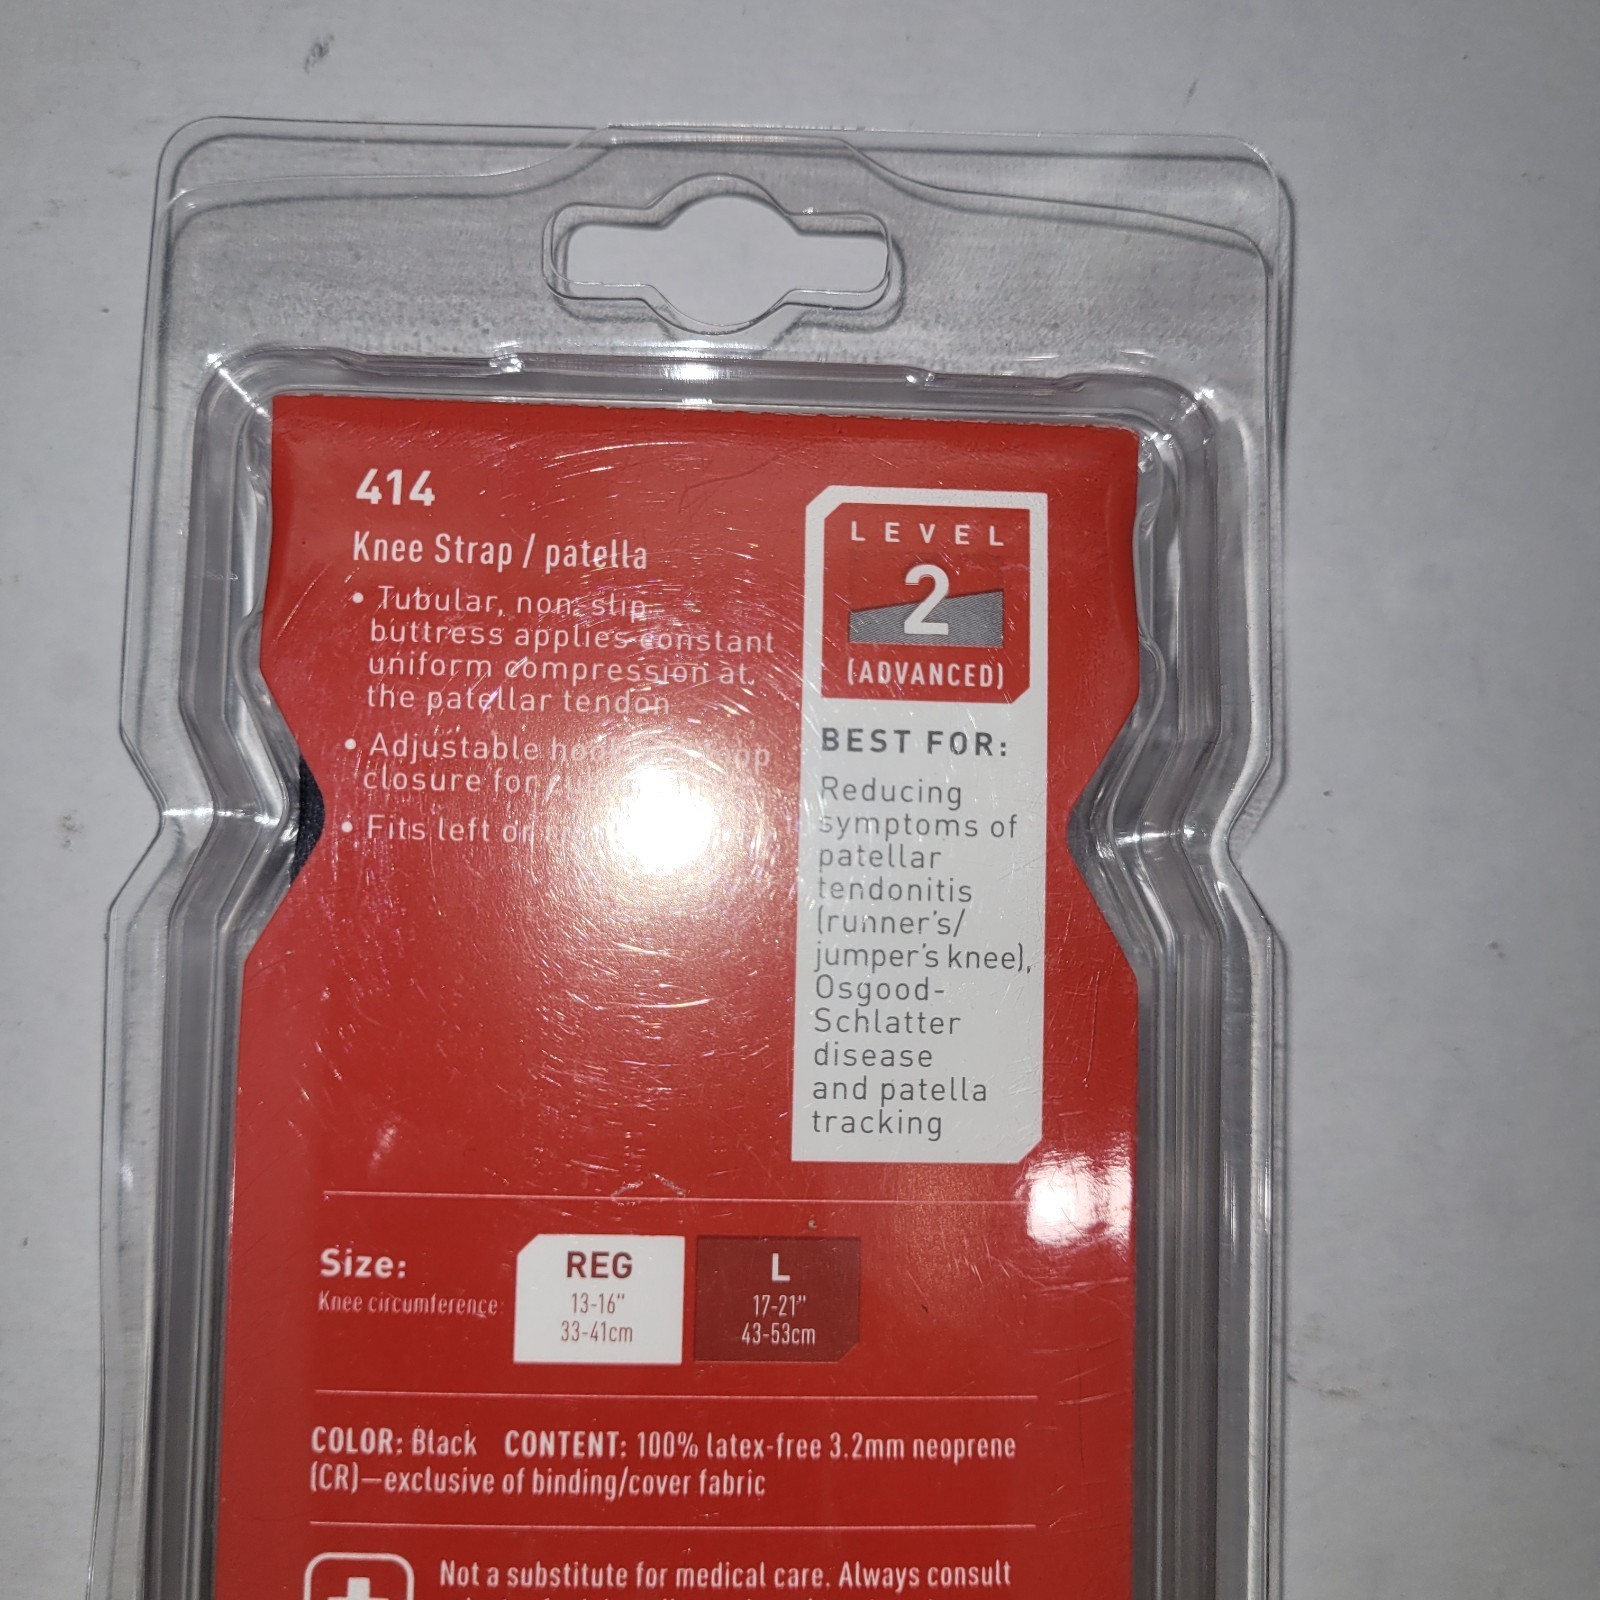 414
Knee Strap / patella
• Tubular, non-slip
buttress applies constant
uniform compression at
the patellar tendon
• Adjustable
closure for
• Fits left or
LEVEL
2
(ADVANCED)
BEST FOR:
Reducing
symptoms of
patellar
tendonitis
(runner's/
jumper's knee),
Osgood-
Schlatter
disease
and patella
tracking
Size:
Knee circumference:
REG
13-16"
33-41cm
L
17-21"
43-53cm
COLOR: Black CONTENT: 100% latex-free 3.2mm neoprene
(CR)—exclusive of binding/cover fabric
Not a substitute for medical care. Always consult